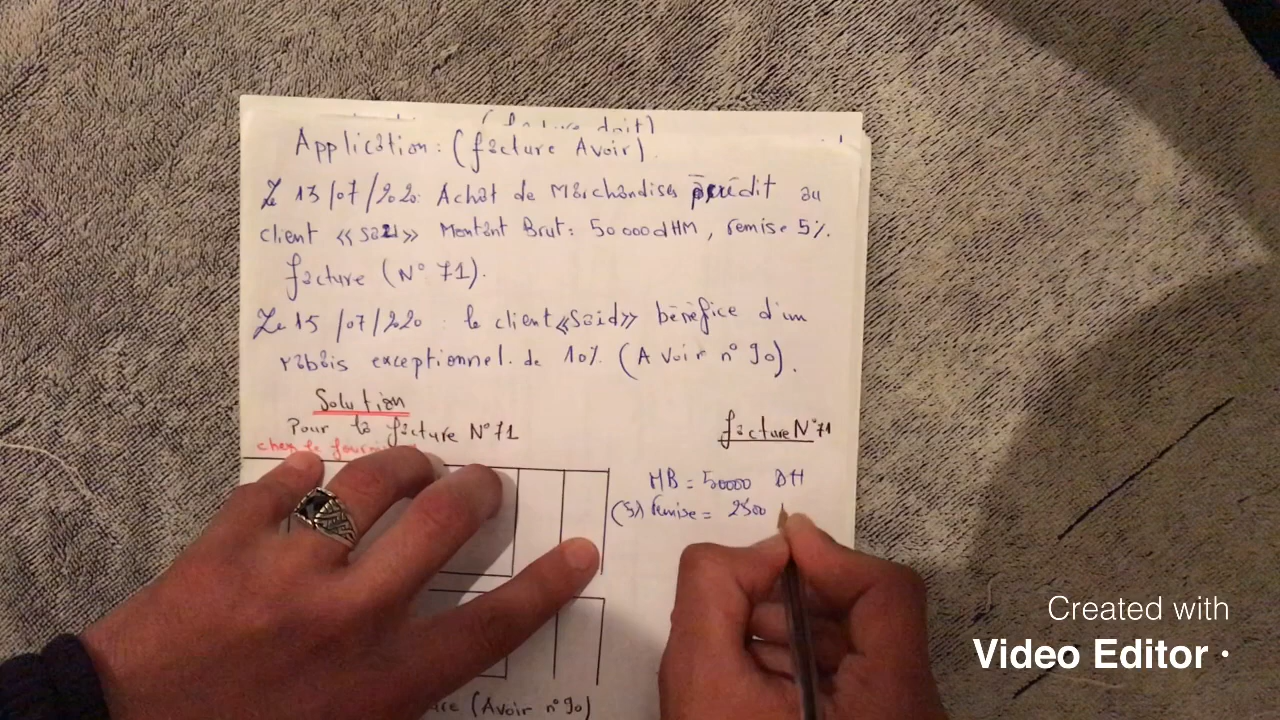 Application: (facture Avoir).
Le 13/07/2020: Achat de Marchandises à crédit au
client «Said» Montant Brut: 50 000 dHM, remise 5%.
facture (N° 71).
Le 15/07/2020: le client «Said» bénéfice d'un
rabais exceptionnel de 10% (Avoir n° 90).
Solution
Pour la facture N° 71
chez le
facture N° 71
MB = 50000 DH
(5%) Remise = 2500
(Avoir n° 90)
Created with
Video Editor